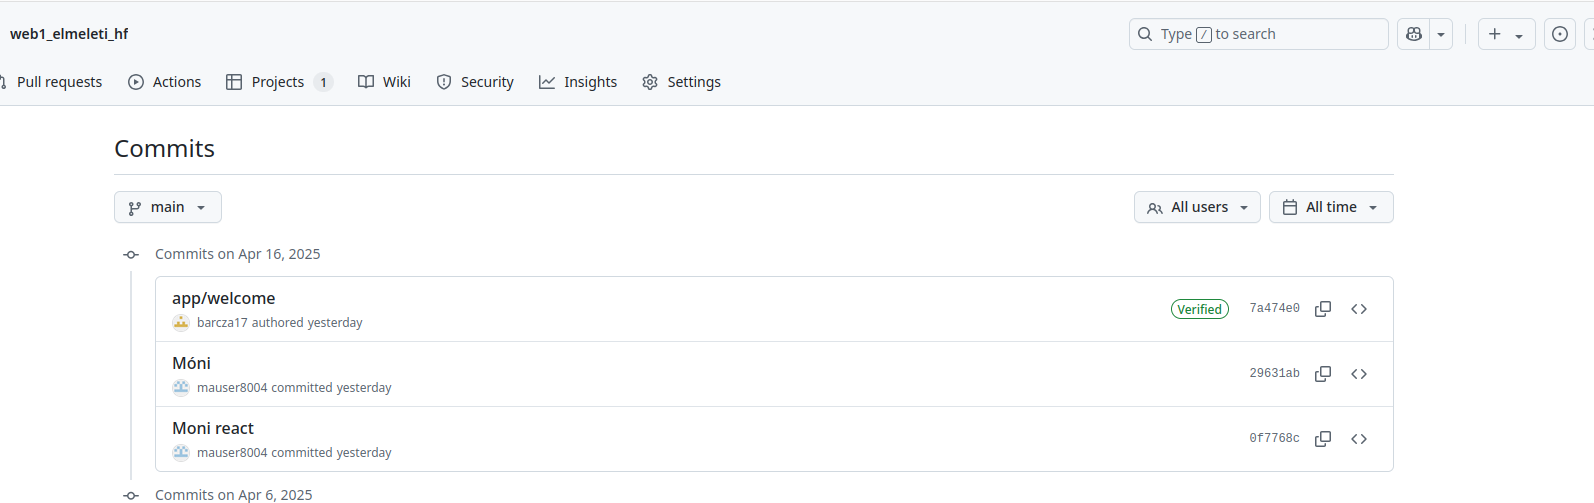 web1_elmeleti_hf
Type / to search
Pull requests Actions Projects 1 Wiki Security Insights Settings
Commits
main All users All time
Commits on Apr 16, 2025
app/welcome
Verified 7a474e0
barcza17 authored yesterday
Móni
29631ab
mauser8004 committed yesterday
Moni react
0f7768c
mauser8004 committed yesterday
Commits on Apr 6, 2025